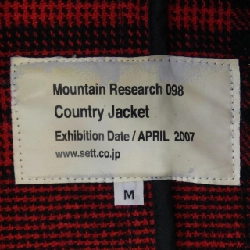 Mountain Research 098
Country Jacket
Exhibition Date / APRIL 2007
www.sett.co.jp
M